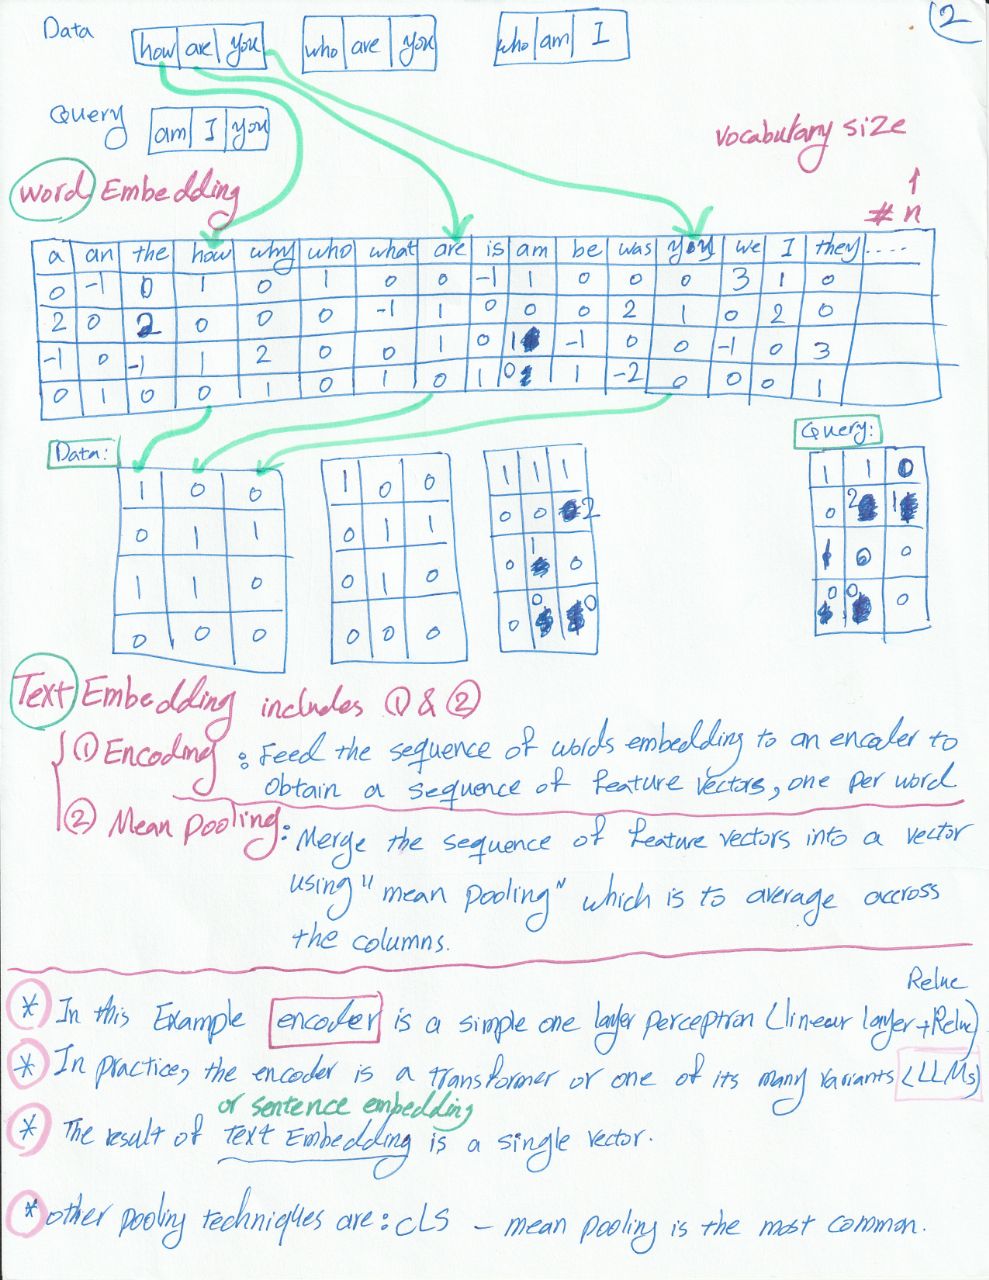 2
Data how are you who are you who am I
Query am I you
vocabulary size
↑
# n
Word Embedding
a an the how why who what are is am be was you we I they ....
0 -1 0 1 0 1 0 0 -1 1 0 0 0 3 1 0
2 0 2 0 0 0 -1 1 0 0 0 2 1 0 2 0
-1 0 -1 1 2 0 0 1 0 1 -1 0 0 -1 0 3
0 1 0 0 1 0 1 0 1 0 1 -2 0 0 0 1
Data: Query:
1 0 0 1 0 0 1 1 1 1 1 0
0 1 1 0 1 1 0 0 2 0 2 1
1 1 0 0 1 0 0 1 0 1 0 0
0 0 0 0 0 0 0 0 0 0 0 0
Text Embedding includes ① & ②
① Encoding : Feed the sequence of words embedding to an encoder to
obtain a sequence of feature vectors, one per word
② Mean Pooling: Merge the sequence of feature vectors into a vector
using "mean pooling" which is to average accross
the columns.
Relue
* In this Example encoder is a simple one layer perceptron (linear layer + Relue)
* In practice, the encoder is a transformer or one of its many variants (LLMs)
or sentence embedding
* The result of Text Embedding is a single vector.
* other pooling techniques are: CLS - mean pooling is the most common.